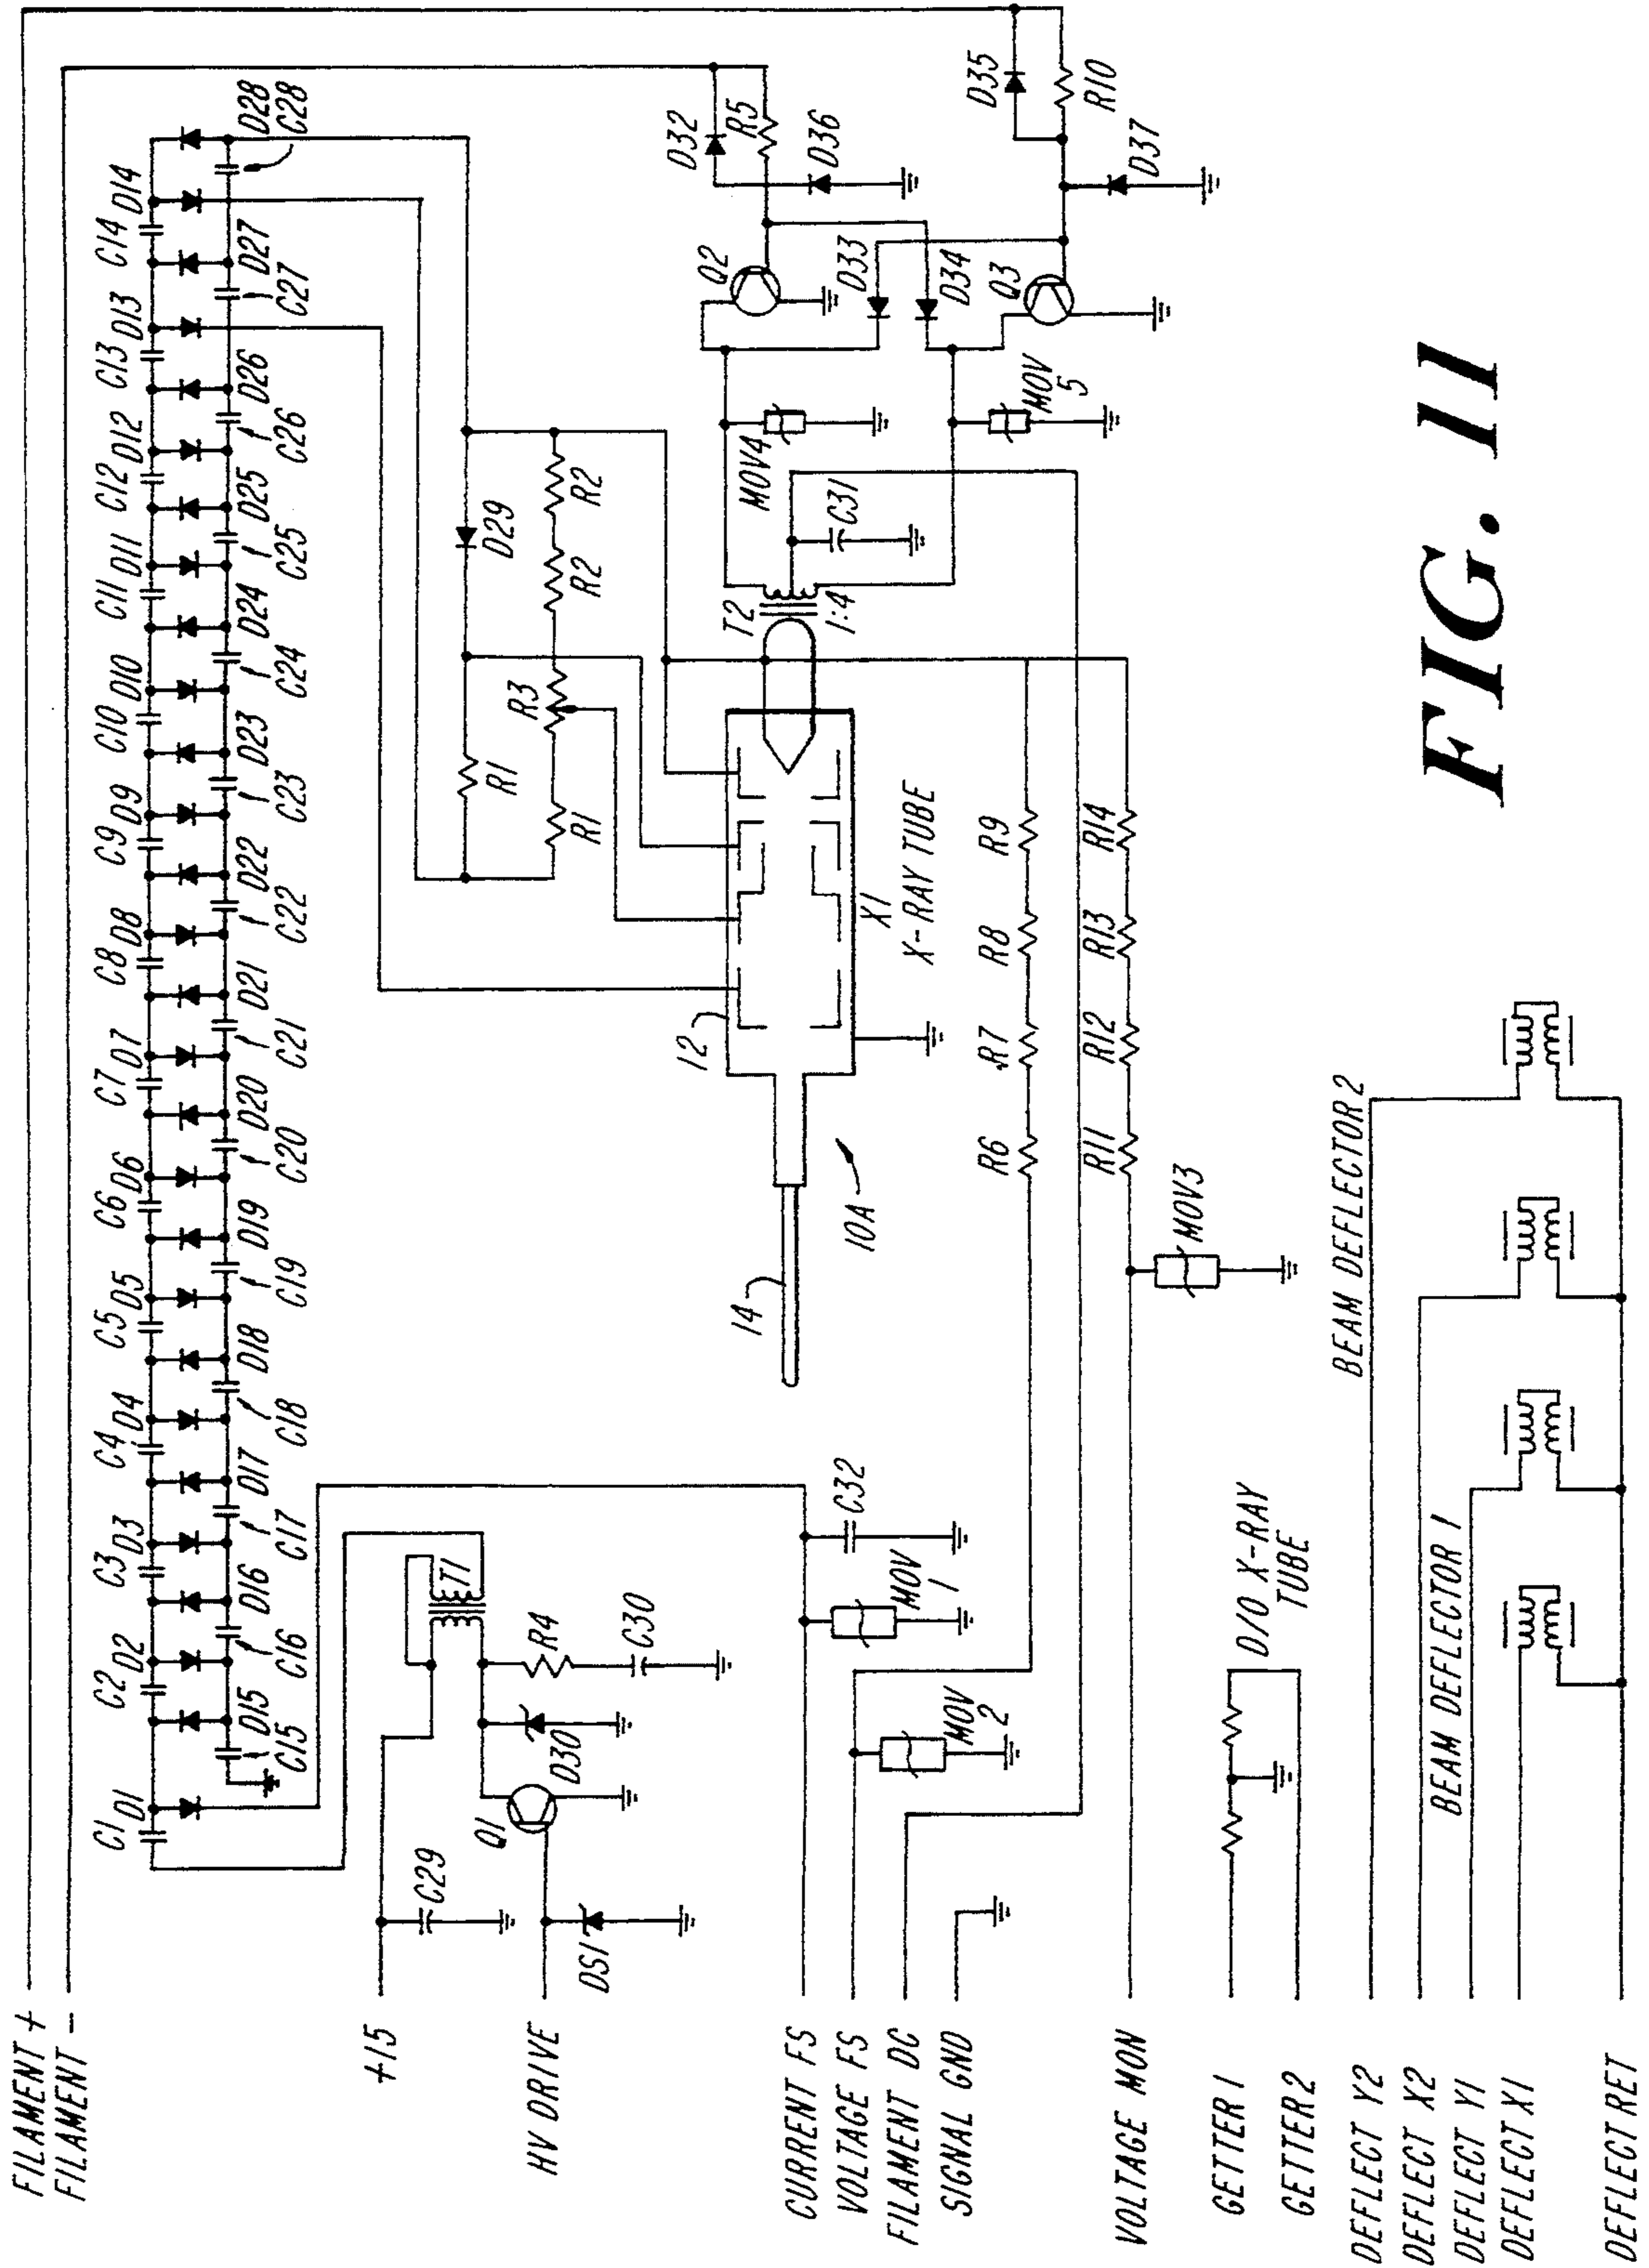 FILAMENT +
FILAMENT -
C1 D1 C2 D2 C3 D3 C4 D4 C5 D5 C6 D6 C7 D7 C8 D8 C9 D9 C10 D10 C11 D11 C12 D12 C13 D13 C14 D14
D15 D16 D17 D18 D19 D20 D21 D22 D23 D24 D25 D26 D27 D28
C15 C16 C17 C18 C19 C20 C21 C22 C23 C24 C25 C26 C27 C28
+15
C29
T1
HV DRIVE
DS1
Q1
D30
R4
C30
D29
R1
R1
R3
R2
R2
D32
R5
D36
D35
R10
D37
Q2
D33
D34
Q3
MOV4
MOV
5
C31
T2
1:4
12
14
10A
X1
X-RAY TUBE
CURRENT FS
VOLTAGE FS
FILAMENT DC
SIGNAL GND
C32
MOV
1
MOV
2
R6 R7 R8 R9
R11 R12 R13 R14
MOV3
VOLTAGE MON
GETTER 1
GETTER 2
D/O X-RAY
TUBE
BEAM DEFLECTOR 2
BEAM DEFLECTOR 1
DEFLECT Y2
DEFLECT X2
DEFLECT Y1
DEFLECT X1
DEFLECT RET
FIG. 11